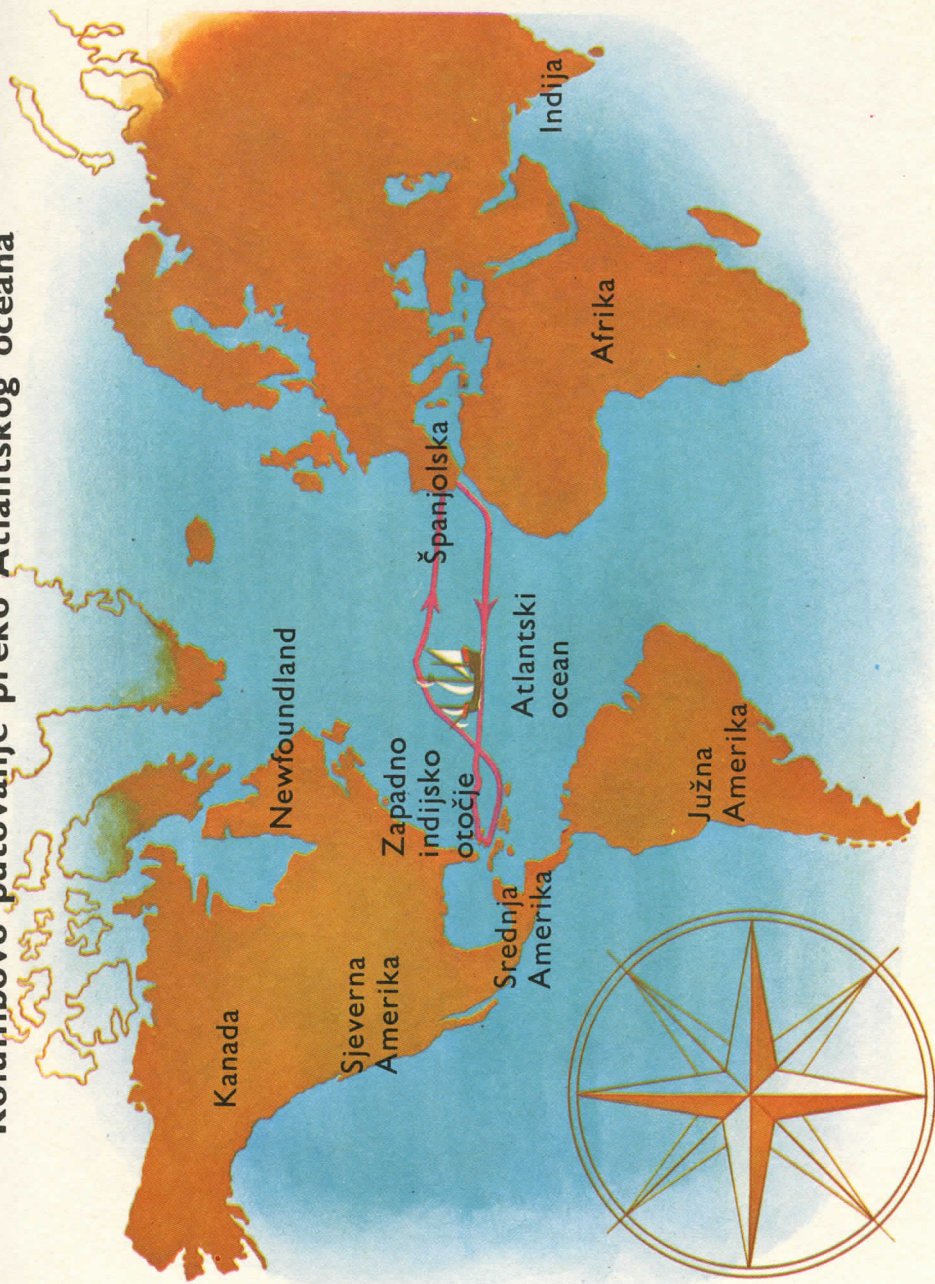 Kolumbovo putovanje preko Atlantskog oceana
Kanada
Newfoundland
Sjeverna
Amerika
Zapadno
indijsko
otočje
Španjolska
Indija
Srednja
Amerika
Atlantski
ocean
Afrika
Južna
Amerika